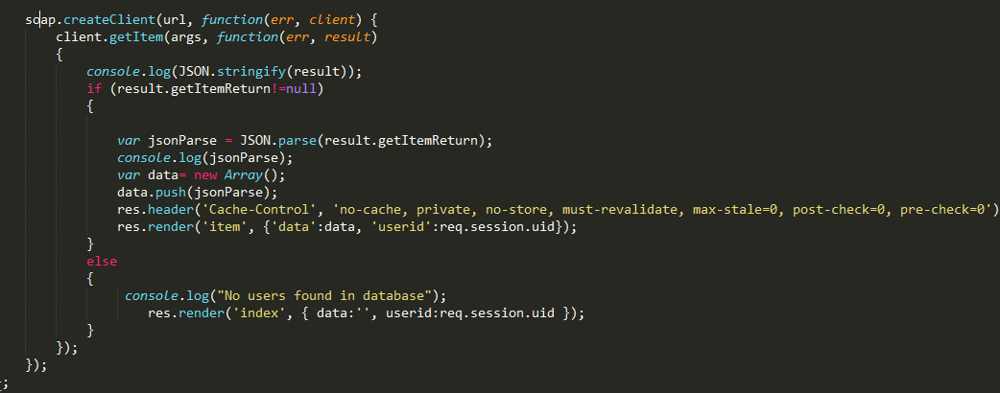 soap.createClient(url, function(err, client) {
client.getItem(args, function(err, result)
{
console.log(JSON.stringify(result));
if (result.getItemReturn!=null)
{
var jsonParse = JSON.parse(result.getItemReturn);
console.log(jsonParse);
var data= new Array();
data.push(jsonParse);
res.header('Cache-Control', 'no-cache, private, no-store, must-revalidate, max-stale=0, post-check=0, pre-check=0')
res.render('item', {'data':data, 'userid':req.session.uid});
}
else
{
console.log("No users found in database");
res.render('index', { data:'', userid:req.session.uid });
}
});
});
;